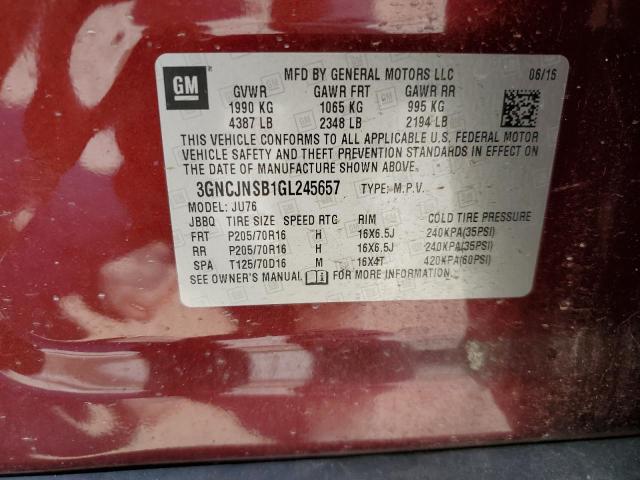 GM
MFD BY GENERAL MOTORS LLC 06/16
GVWR GAWR FRT GAWR RR
1990 KG 1065 KG 995 KG
4387 LB 2348 LB 2194 LB
THIS VEHICLE CONFORMS TO ALL APPLICABLE U.S. FEDERAL MOTOR
VEHICLE SAFETY AND THEFT PREVENTION STANDARDS IN EFFECT ON
THE DATE OF MANUFACTURE SHOWN ABOVE.
3GNCJNSB1GL245657 TYPE: M.P.V.
MODEL: JU76
JBBQ TIRE SIZE SPEED RTG RIM COLD TIRE PRESSURE
FRT P205/70R16 H 16X6.5J 240KPA(35PSI)
RR P205/70R16 H 16X6.5J 240KPA(35PSI)
SPA T125/70D16 M 16X4T 420KPA(60PSI)
SEE OWNER'S MANUAL FOR MORE INFORMATION.